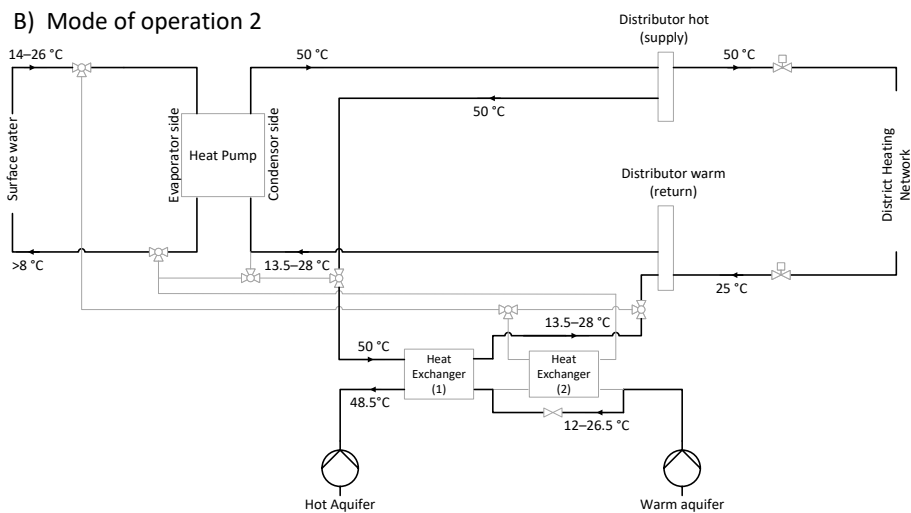 B) Mode of operation 2
Distributor hot
(supply)
14–26 °C
50 °C
50 °C
50 °C
Surface water
Evaporator side
Heat Pump
Condensor side
Distributor warm
(return)
District Heating
Network
>8 °C
13.5–28 °C
25 °C
13.5–28 °C
50 °C
Heat
Exchanger
(1)
Heat
Exchanger
(2)
48.5°C
12–26.5 °C
Hot Aquifer
Warm aquifer